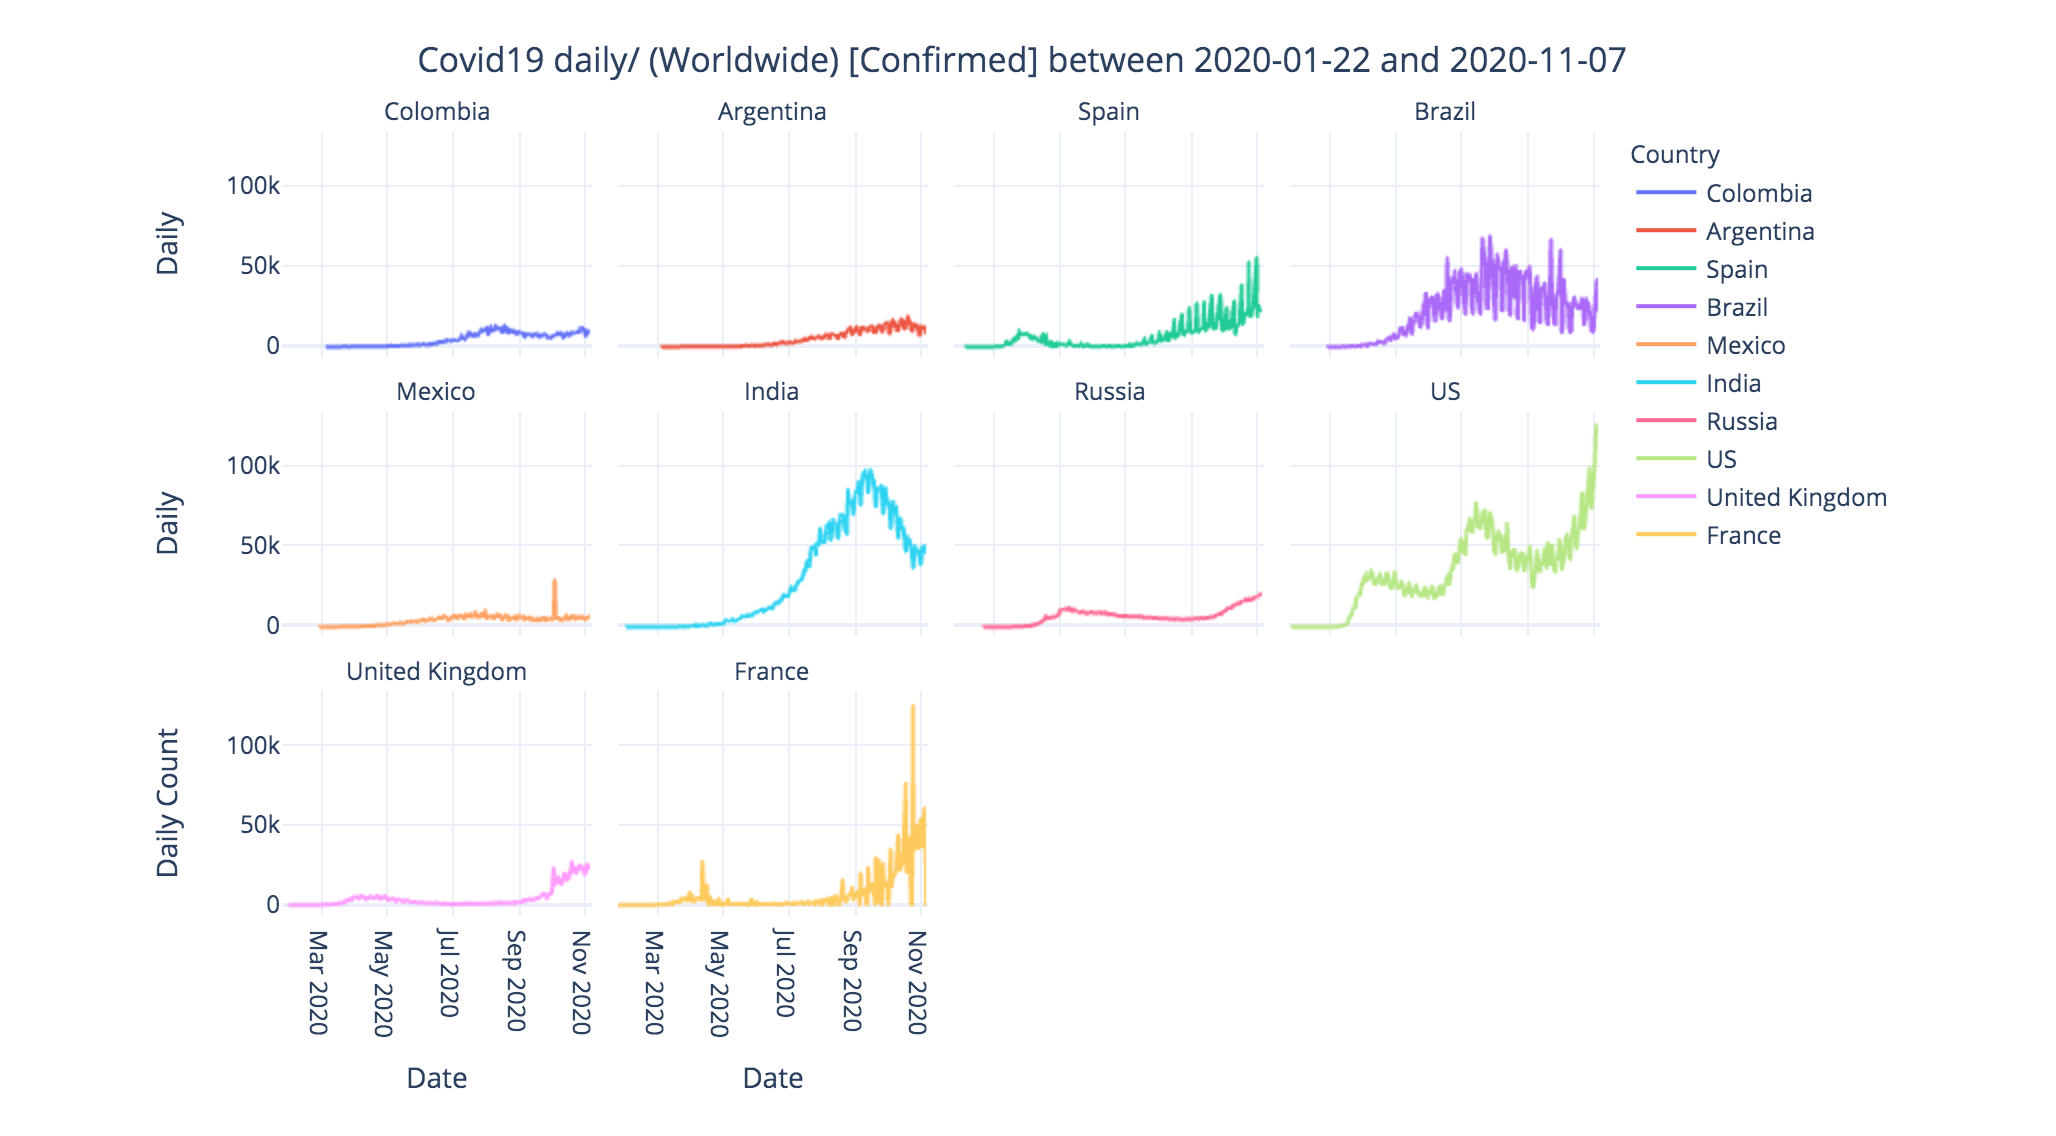 Covid19 daily/ (Worldwide) [Confirmed] between 2020-01-22 and 2020-11-07
Colombia
Argentina
Spain
Brazil
Daily
100k
50k
0
Mexico
India
Russia
US
Daily
100k
50k
0
United Kingdom
France
Daily Count
100k
50k
0
Mar 2020
May 2020
Jul 2020
Sep 2020
Nov 2020
Mar 2020
May 2020
Jul 2020
Sep 2020
Nov 2020
Date
Date
Country
Colombia
Argentina
Spain
Brazil
Mexico
India
Russia
US
United Kingdom
France